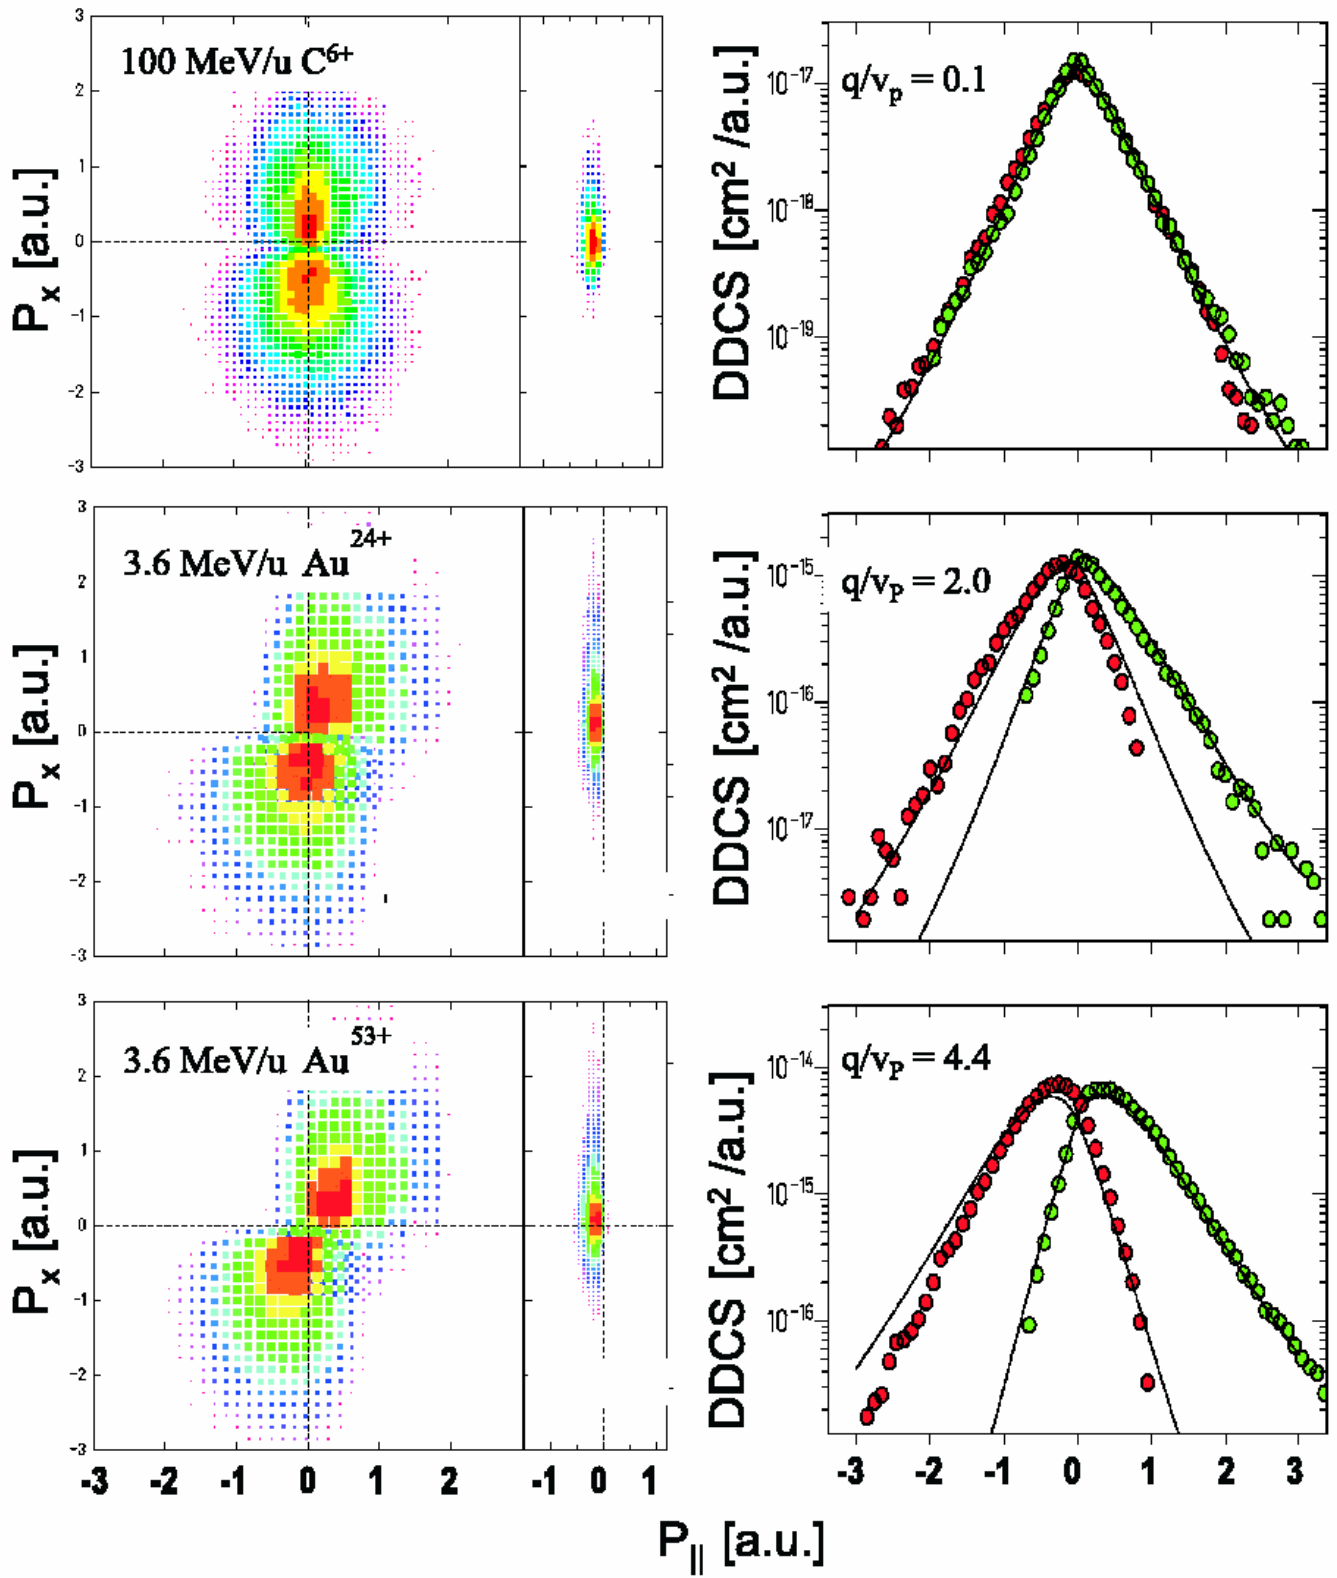 100 MeV/u C⁶⁺
3
2
1
0
-1
-2
-3
Pₓ [a.u.]
q/vₚ = 0.1
10⁻¹⁷
10⁻¹⁸
10⁻¹⁹
DDCS [cm² /a.u.]
3.6 MeV/u Au²⁴⁺
3
2
1
0
-1
-2
-3
Pₓ [a.u.]
q/v_P = 2.0
10⁻¹⁵
10⁻¹⁶
10⁻¹⁷
DDCS [cm² /a.u.]
3.6 MeV/u Au⁵³⁺
3
2
1
0
-1
-2
-3
Pₓ [a.u.]
q/v_P = 4.4
10⁻¹⁴
10⁻¹⁵
10⁻¹⁶
DDCS [cm² /a.u.]
-3 -2 -1 0 1 2 -1 0 1 -3 -2 -1 0 1 2 3
P_|| [a.u.]